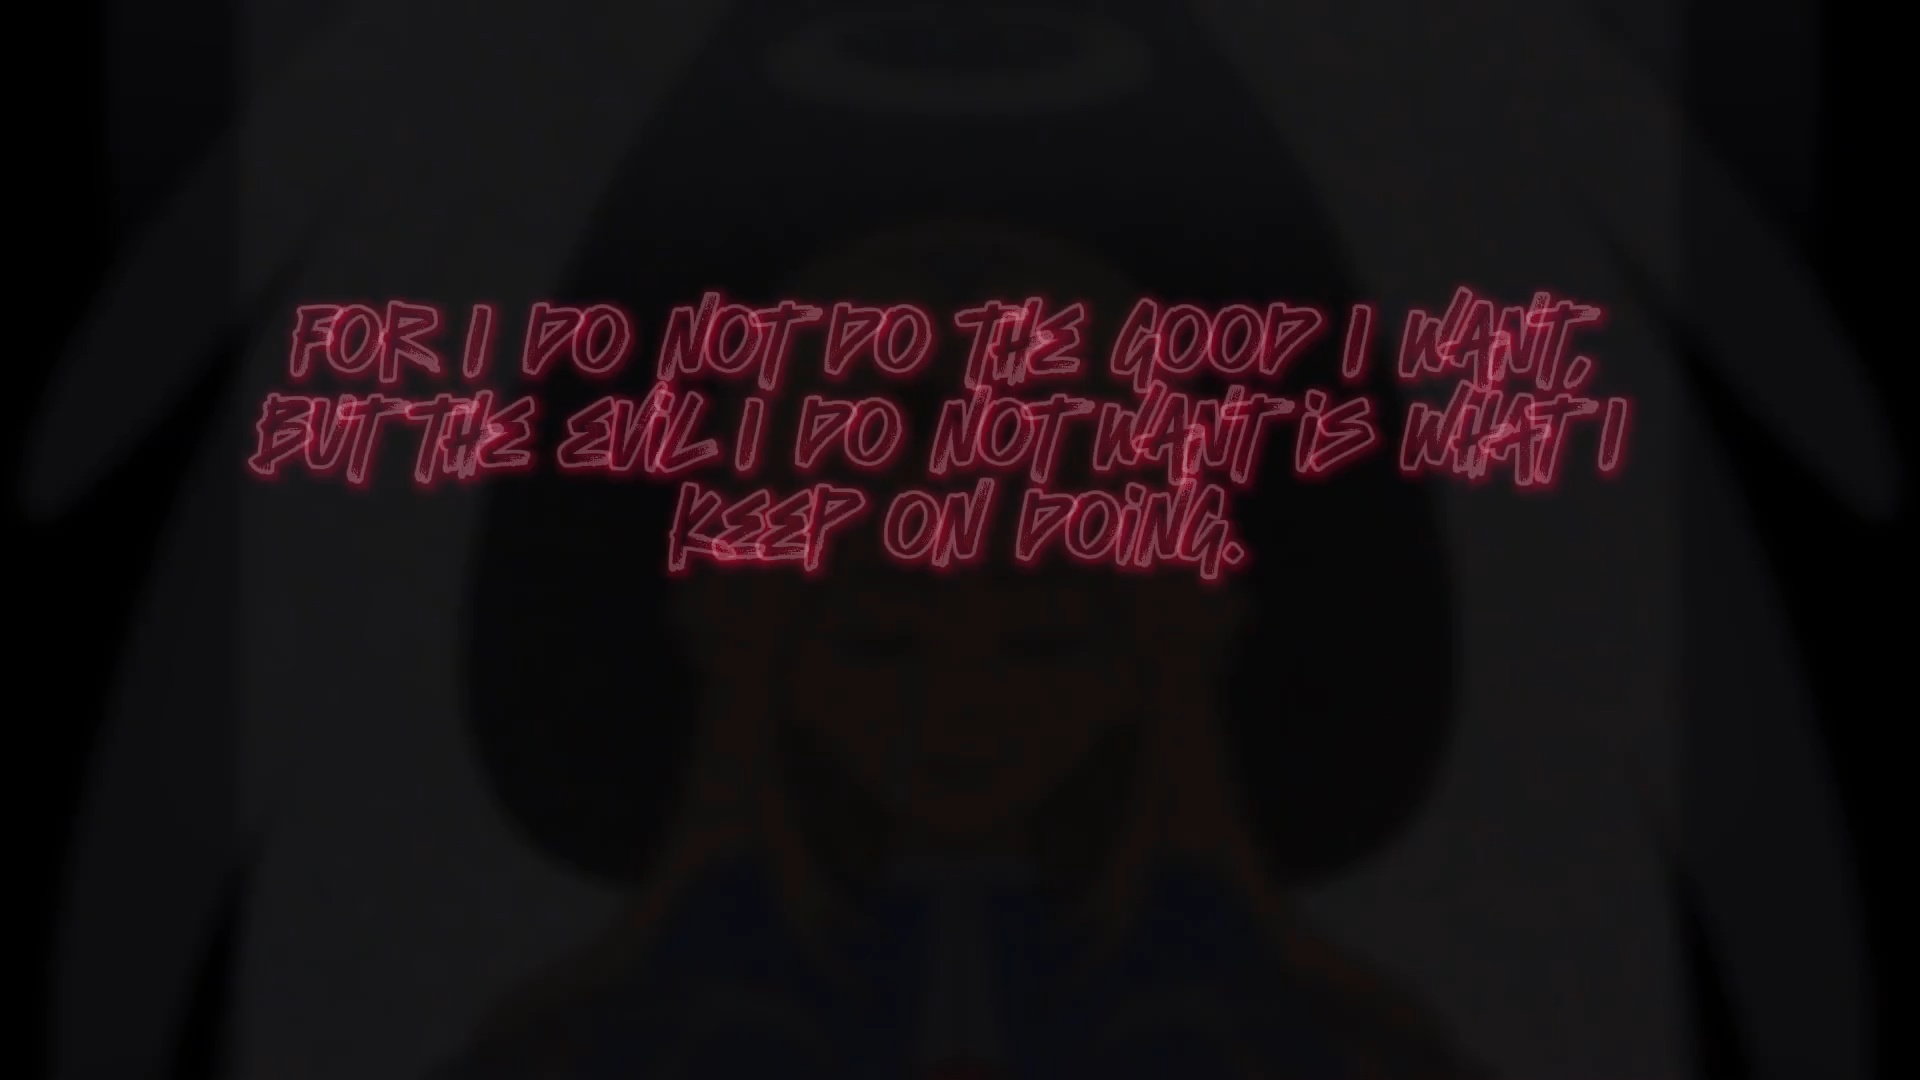 FOR I DO NOT DO THE GOOD I WANT,
BUT THE EVIL I DO NOT WANT IS WHAT I
KEEP ON DOING.